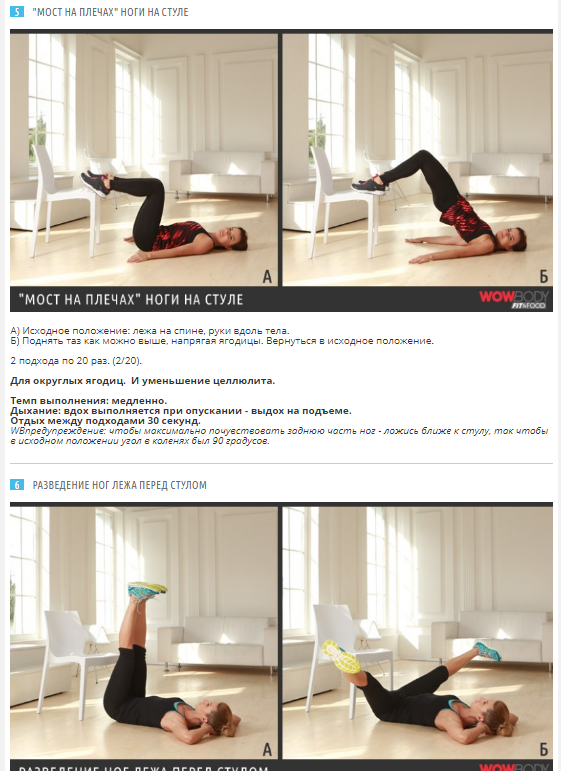 5 "МОСТ НА ПЛЕЧАХ" НОГИ НА СТУЛЕ
А
Б
"МОСТ НА ПЛЕЧАХ" НОГИ НА СТУЛЕ
WOWBODY
FIT&FOOD
А) Исходное положение: лежа на спине, руки вдоль тела.
Б) Поднять таз как можно выше, напрягая ягодицы. Вернуться в исходное положение.
2 подхода по 20 раз. (2/20).
Для округлых ягодиц. И уменьшение целлюлита.
Темп выполнения: медленно.
Дыхание: вдох выполняется при опускании - выдох на подъеме.
Отдых между подходами 30 секунд.
WBпредупреждение: чтобы максимально почувствовать заднюю часть ног - ложись ближе к стулу, так чтобы
в исходном положении угол в коленях был 90 градусов.
6 РАЗВЕДЕНИЕ НОГ ЛЕЖА ПЕРЕД СТУЛОМ
А
Б
РАЗВЕДЕНИЕ НОГ ЛЕЖА ПЕРЕД СТУЛОМ
WOWBODY